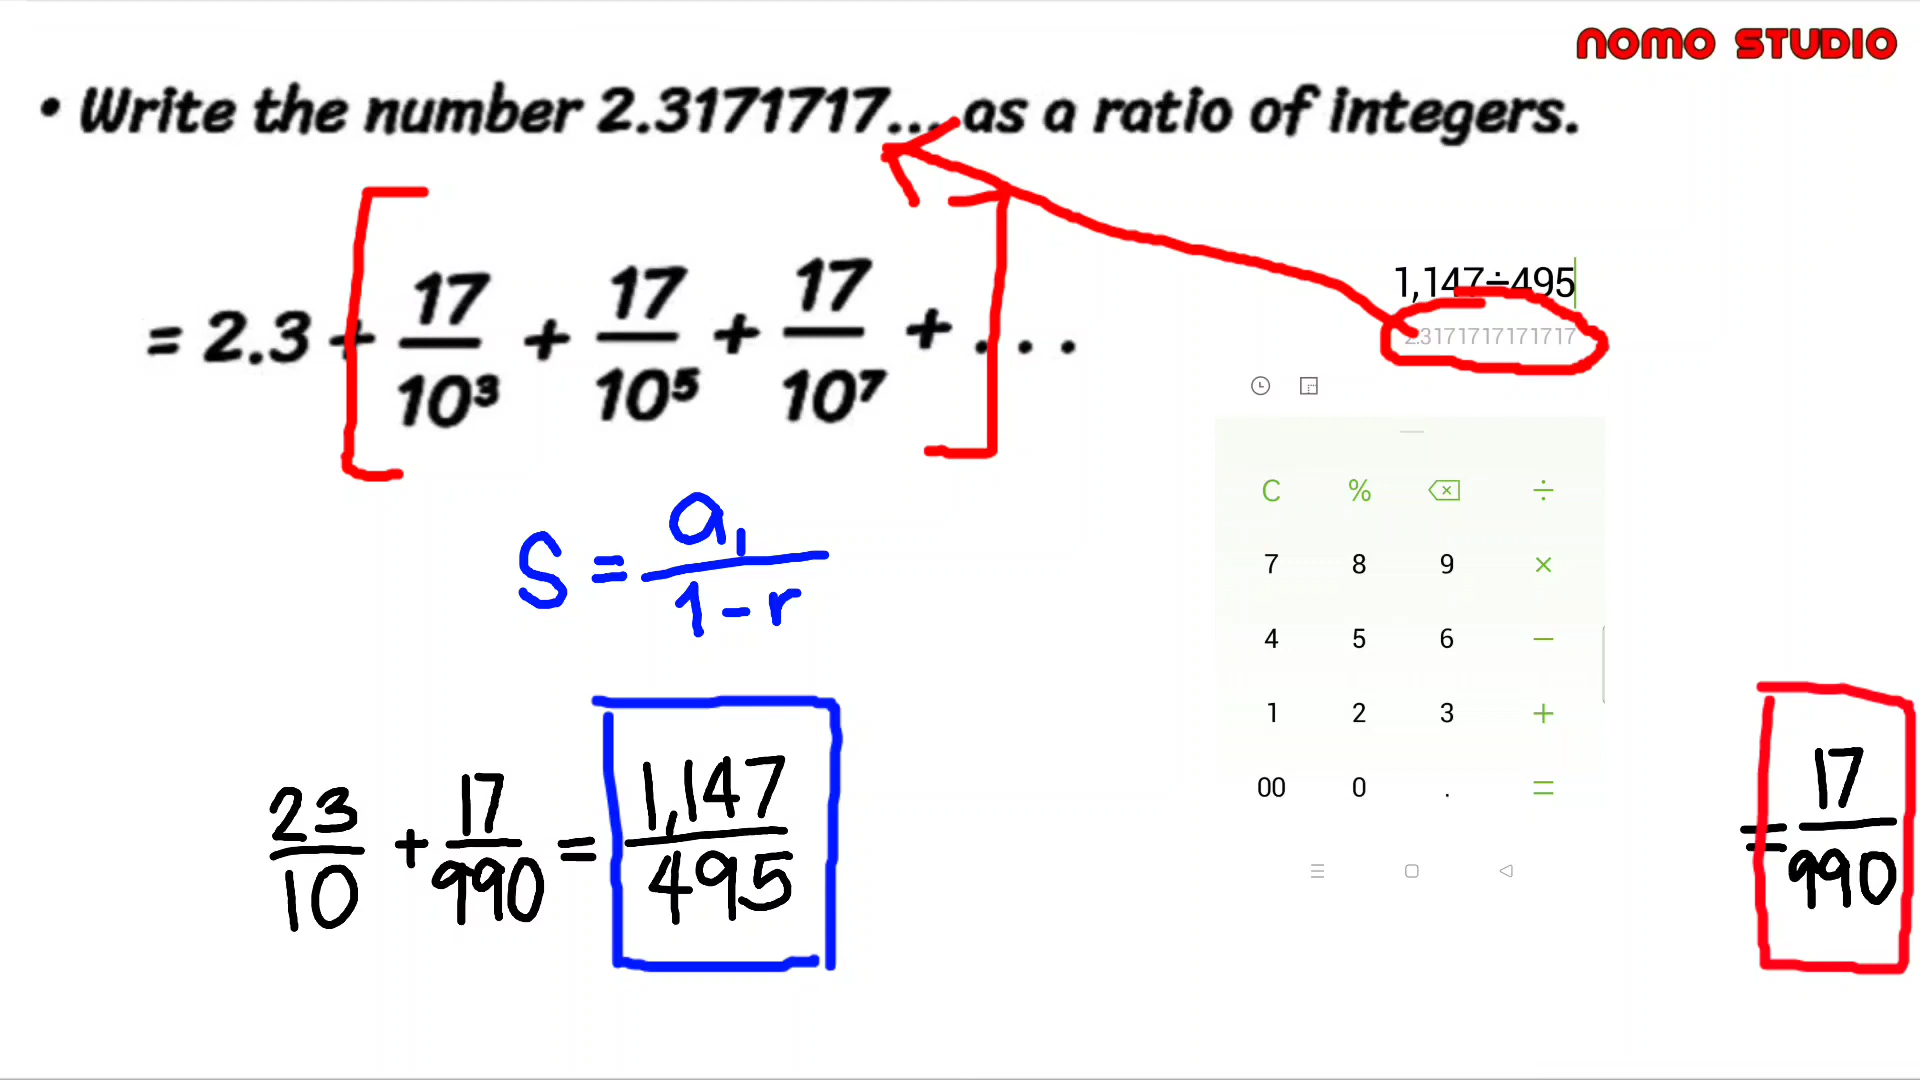 NOMO STUDIO
• Write the number 2.3171717... as a ratio of integers.
= 2.3 + 17/10³ + 17/10⁵ + 17/10⁷ + ...
1,147÷495
2.3171717171717
S = a₁/1-r
C % ÷
7 8 9 ×
4 5 6 −
1 2 3 +
00 0 . =
23/10 + 17/990 = 1,147/495
= 17/990